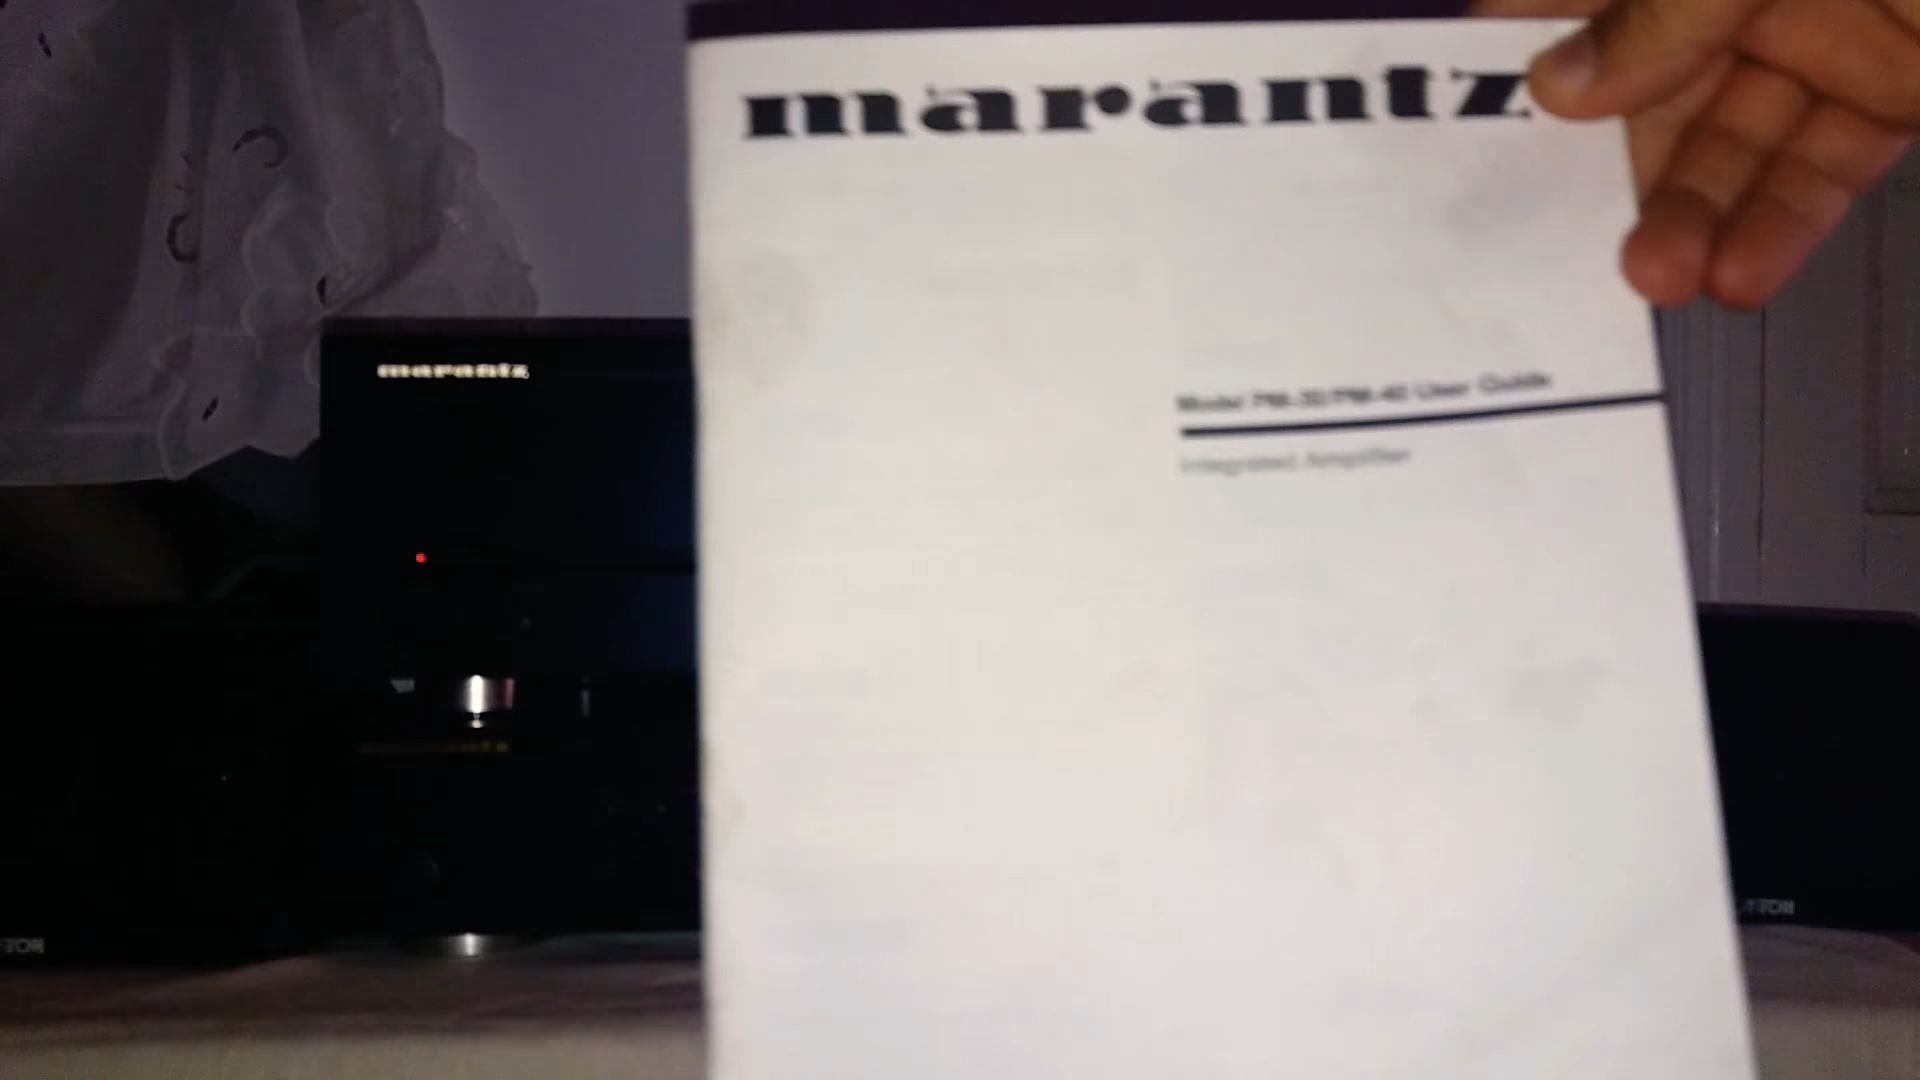 marantz
marantz
Model PM-30/PM-40 User Guide
Integrated Amplifier